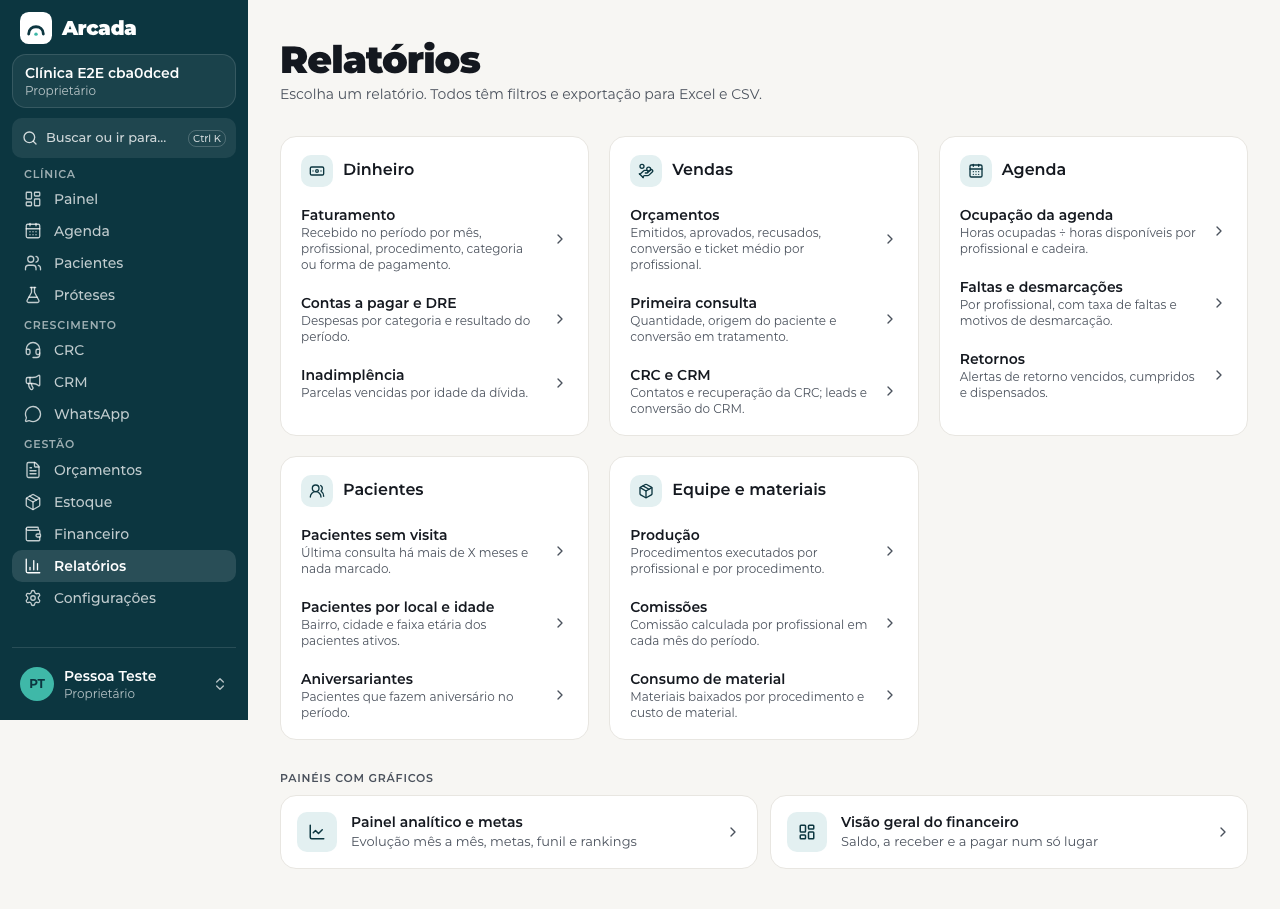 Arcada
Clínica E2E cba0dced
Proprietário
Buscar ou ir para... Ctrl K
CLÍNICA
Painel
Agenda
Pacientes
Próteses
CRESCIMENTO
CRC
CRM
WhatsApp
GESTÃO
Orçamentos
Estoque
Financeiro
Relatórios
Configurações
PT
Pessoa Teste
Proprietário
Relatórios
Escolha um relatório. Todos têm filtros e exportação para Excel e CSV.
Dinheiro
Faturamento
Recebido no período por mês,
profissional, procedimento, categoria
ou forma de pagamento.
Contas a pagar e DRE
Despesas por categoria e resultado do
período.
Inadimplência
Parcelas vencidas por idade da dívida.
Vendas
Orçamentos
Emitidos, aprovados, recusados,
conversão e ticket médio por
profissional.
Primeira consulta
Quantidade, origem do paciente e
conversão em tratamento.
CRC e CRM
Contatos e recuperação da CRC; leads e
conversão do CRM.
Agenda
Ocupação da agenda
Horas ocupadas ÷ horas disponíveis por
profissional e cadeira.
Faltas e desmarcações
Por profissional, com taxa de faltas e
motivos de desmarcação.
Retornos
Alertas de retorno vencidos, cumpridos
e dispensados.
Pacientes
Pacientes sem visita
Última consulta há mais de X meses e
nada marcado.
Pacientes por local e idade
Bairro, cidade e faixa etária dos
pacientes ativos.
Aniversariantes
Pacientes que fazem aniversário no
período.
Equipe e materiais
Produção
Procedimentos executados por
profissional e por procedimento.
Comissões
Comissão calculada por profissional em
cada mês do período.
Consumo de material
Materiais baixados por procedimento e
custo de material.
PAINÉIS COM GRÁFICOS
Painel analítico e metas
Evolução mês a mês, metas, funil e rankings
Visão geral do financeiro
Saldo, a receber e a pagar num só lugar